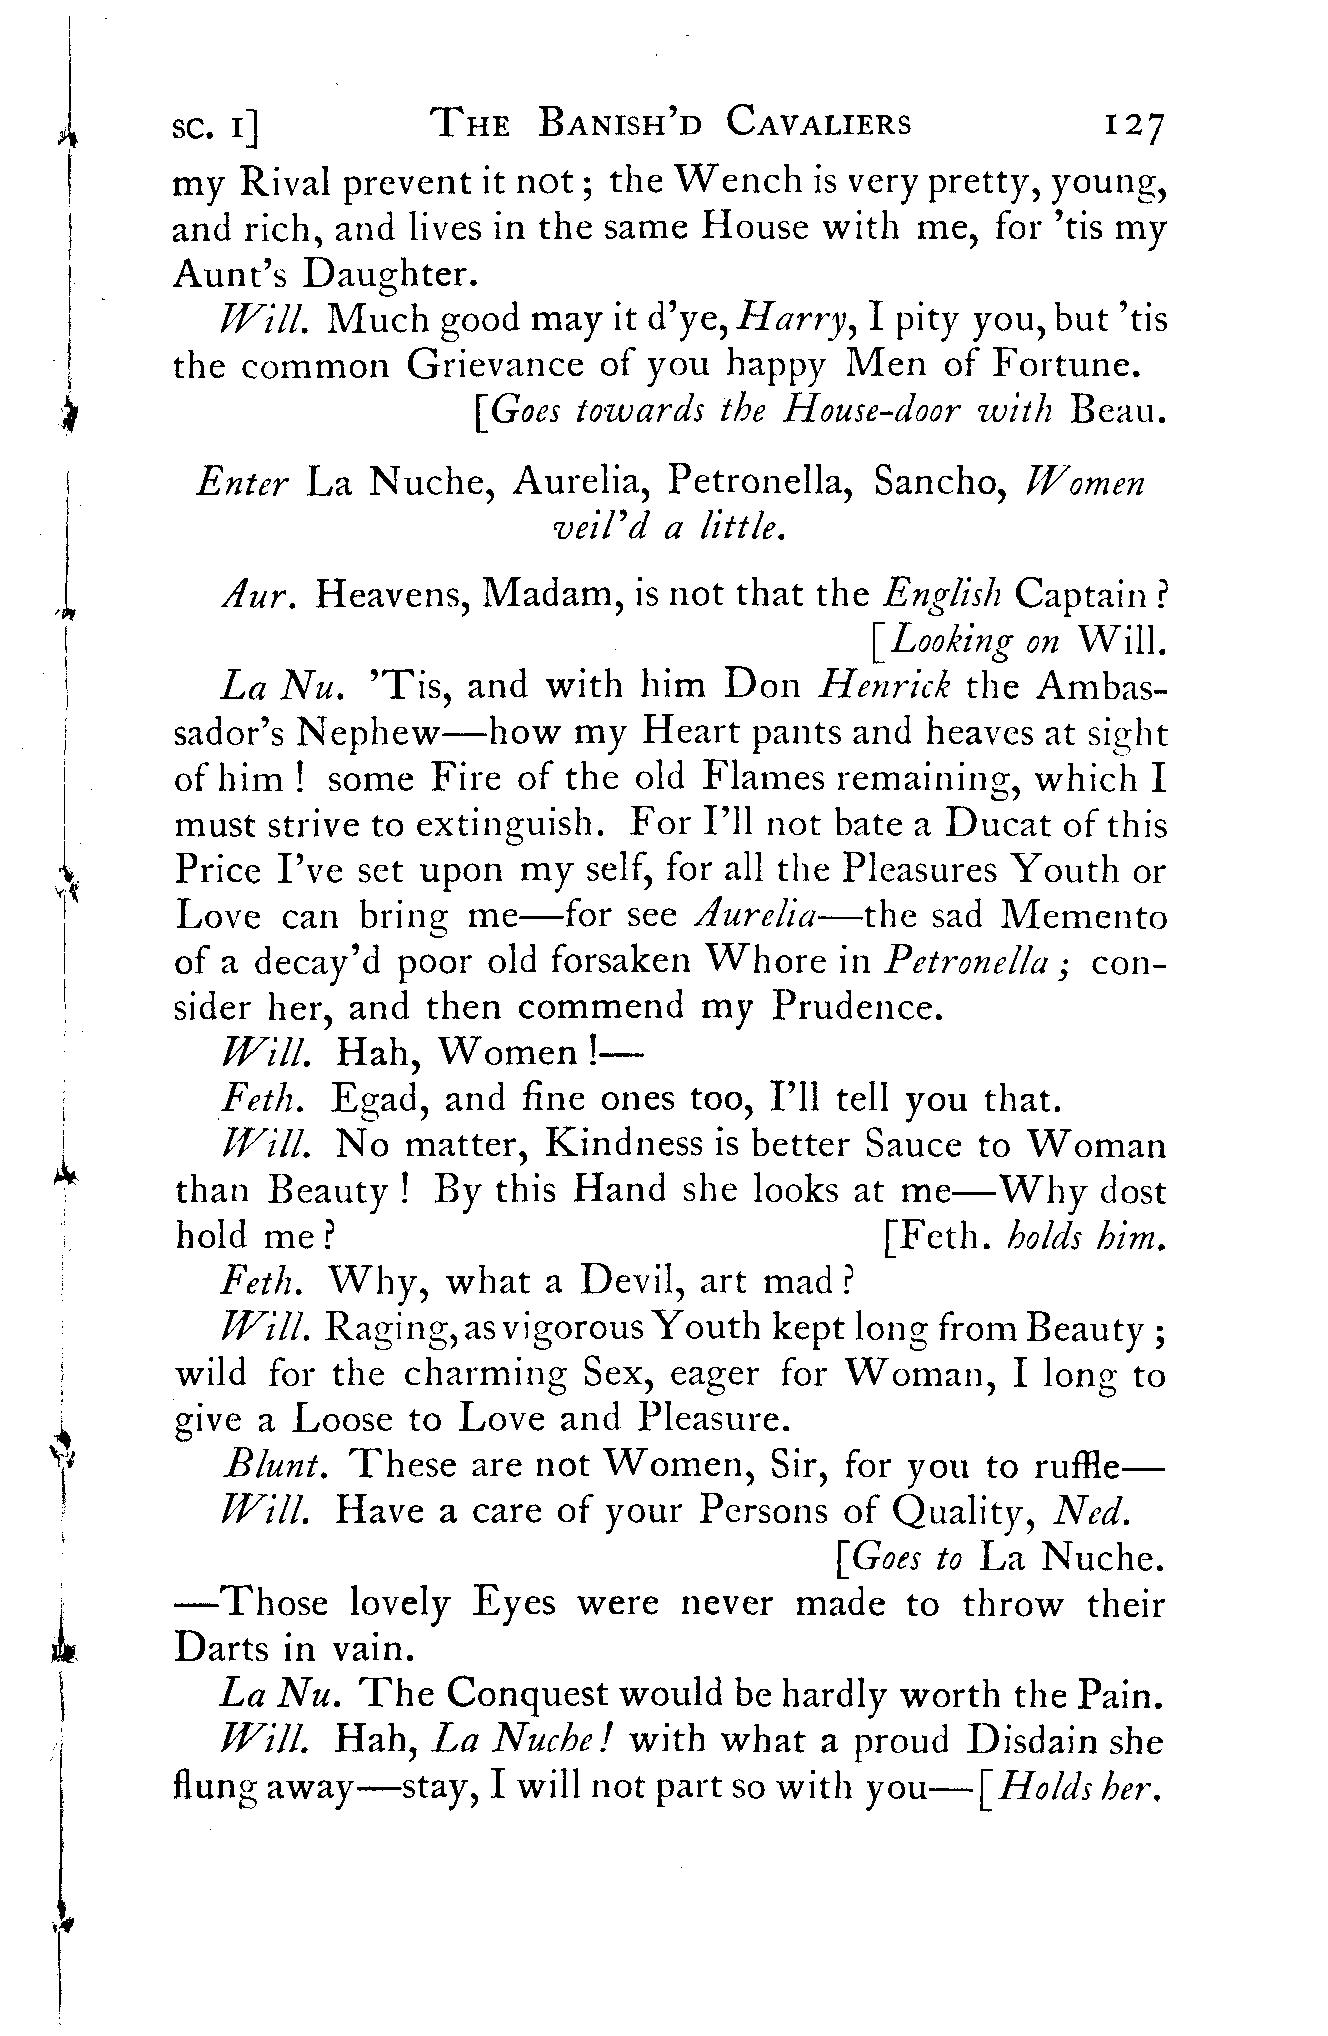 sc. I] The Banish'd Cavaliers 127
my Rival prevent it not; the Wench is very pretty, young,
and rich, and lives in the same House with me, for 'tis my
Aunt's Daughter.
Will. Much good may it d'ye, Harry, I pity you, but 'tis
the common Grievance of you happy Men of Fortune.
[Goes towards the House-door with Beau.
Enter La Nuche, Aurelia, Petronella, Sancho, Women
veil'd a little.
Aur. Heavens, Madam, is not that the English Captain?
[Looking on Will.
La Nu. 'Tis, and with him Don Henrick the Ambas-
sador's Nephew—how my Heart pants and heaves at sight
of him! some Fire of the old Flames remaining, which I
must strive to extinguish. For I'll not bate a Ducat of this
Price I've set upon my self, for all the Pleasures Youth or
Love can bring me—for see Aurelia—the sad Memento
of a decay'd poor old forsaken Whore in Petronella; con-
sider her, and then commend my Prudence.
Will. Hah, Women!—
Feth. Egad, and fine ones too, I'll tell you that.
Will. No matter, Kindness is better Sauce to Woman
than Beauty! By this Hand she looks at me—Why dost
hold me? [Feth. holds him.
Feth. Why, what a Devil, art mad?
Will. Raging, as vigorous Youth kept long from Beauty;
wild for the charming Sex, eager for Woman, I long to
give a Loose to Love and Pleasure.
Blunt. These are not Women, Sir, for you to ruffle—
Will. Have a care of your Persons of Quality, Ned.
[Goes to La Nuche.
—Those lovely Eyes were never made to throw their
Darts in vain.
La Nu. The Conquest would be hardly worth the Pain.
Will. Hah, La Nuche! with what a proud Disdain she
flung away—stay, I will not part so with you—[Holds her.